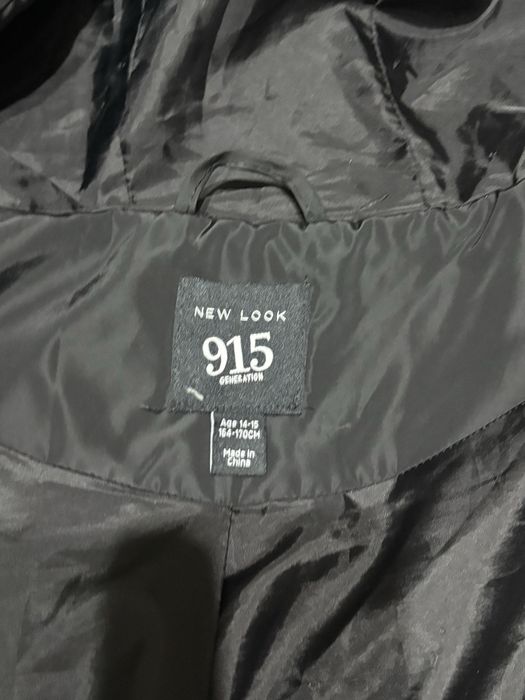 NEW LOOK
915
GENERATION
Age 14-15
164-170CM
Made in
China